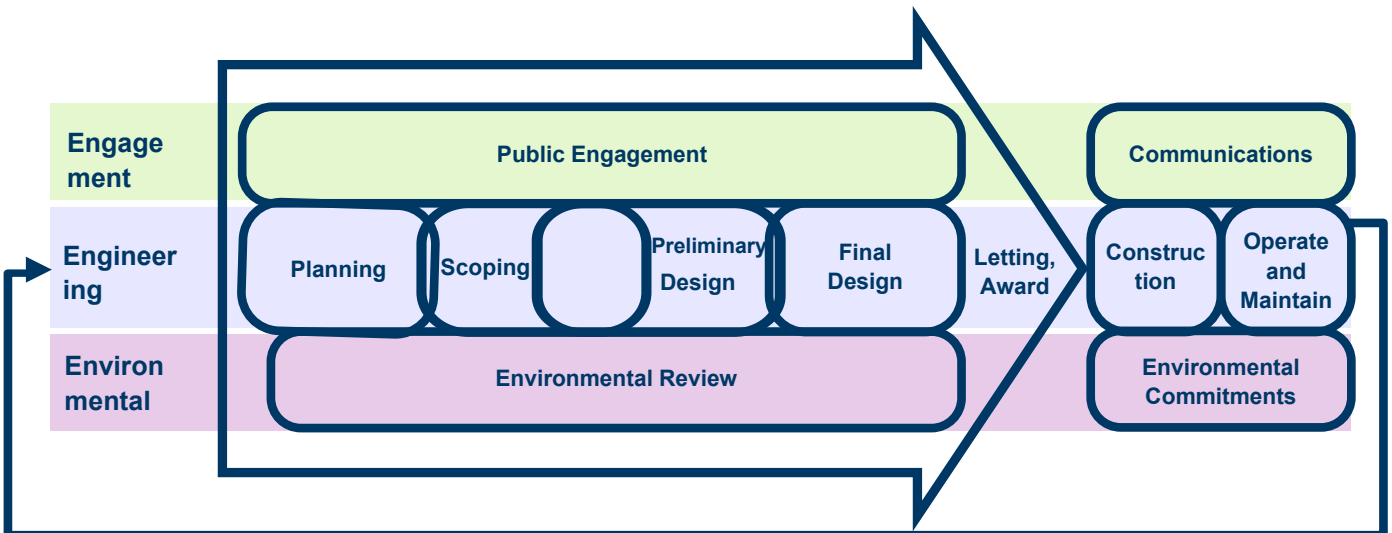 Engage
ment
Public Engagement
Communications
Engineer
ing
Planning
Scoping
Preliminary
Design
Final
Design
Letting,
Award
Construc
tion
Operate
and
Maintain
Environ
mental
Environmental Review
Environmental
Commitments